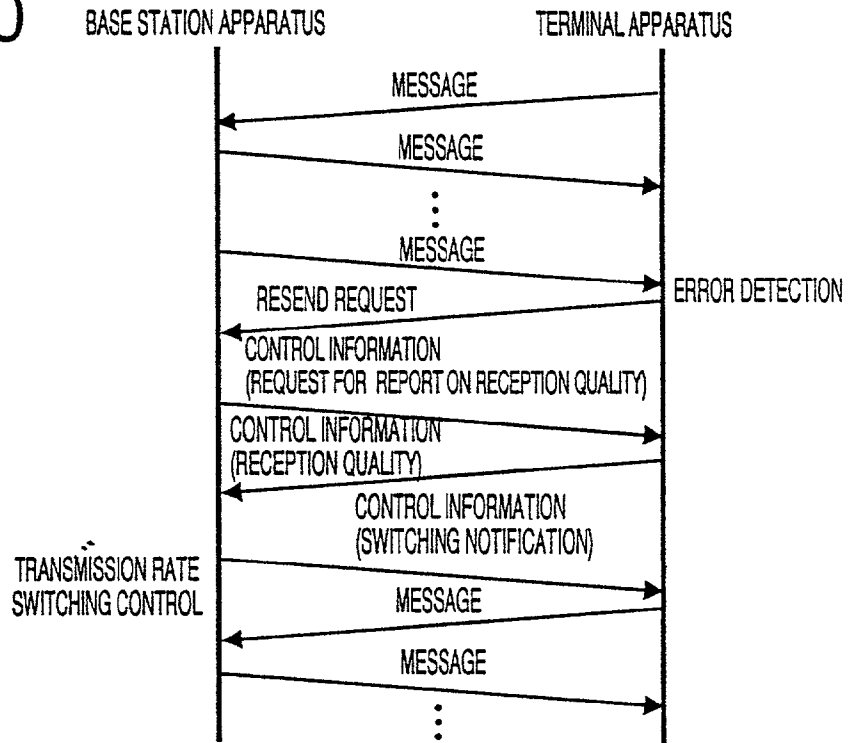 BASE STATION APPARATUS
TERMINAL APPARATUS
MESSAGE
MESSAGE
MESSAGE
ERROR DETECTION
RESEND REQUEST
CONTROL INFORMATION
(REQUEST FOR REPORT ON RECEPTION QUALITY)
CONTROL INFORMATION
(RECEPTION QUALITY)
CONTROL INFORMATION
(SWITCHING NOTIFICATION)
TRANSMISSION RATE
SWITCHING CONTROL
MESSAGE
MESSAGE